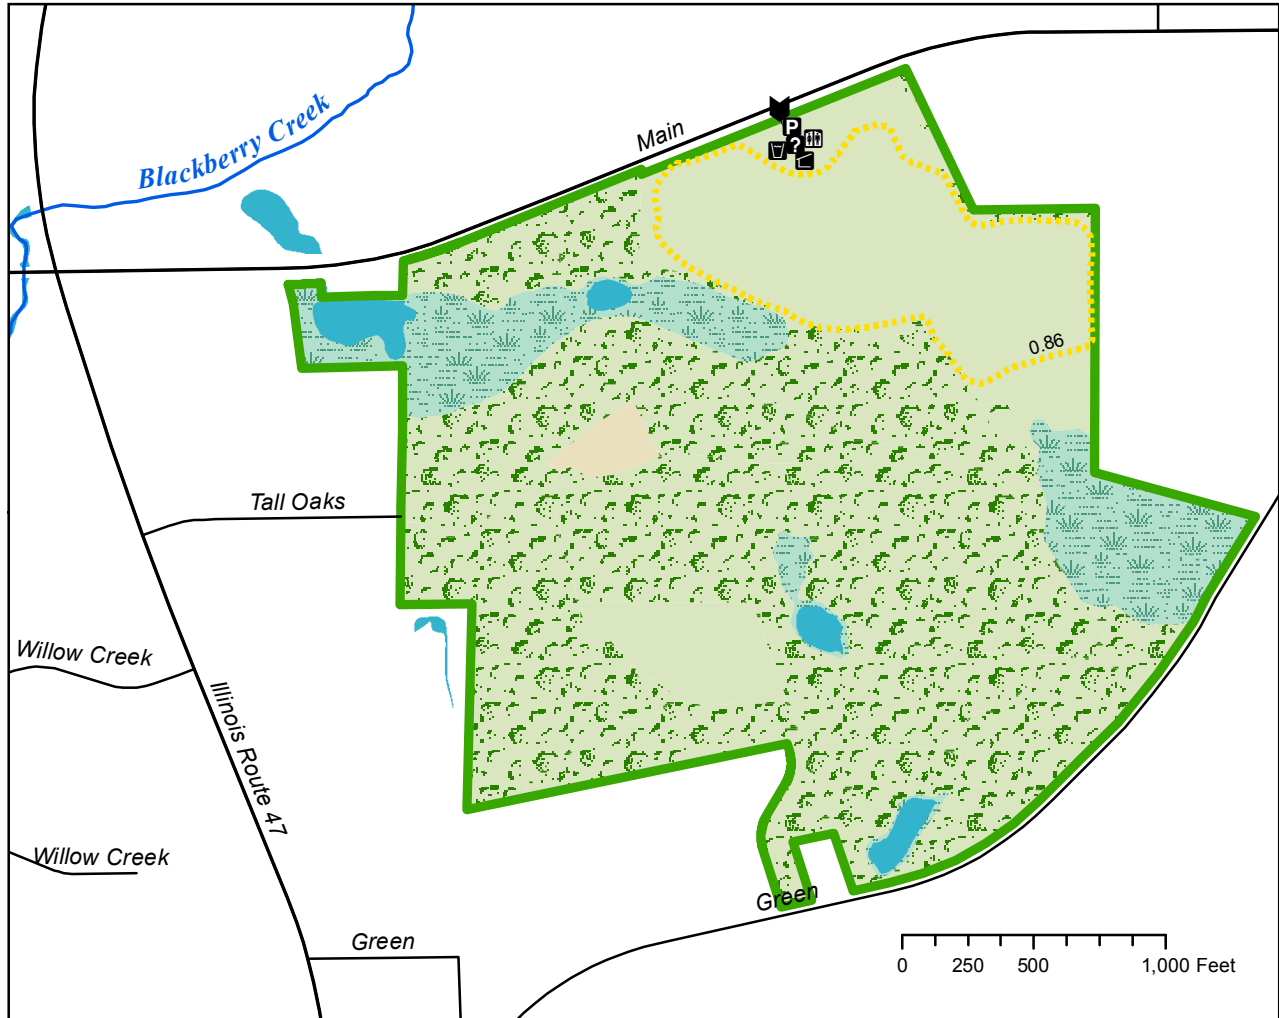 Blackberry Creek
Main
P
?
0.86
Tall Oaks
Willow Creek
Illinois Route 47
Willow Creek
Green
Green
0 250 500 1,000 Feet